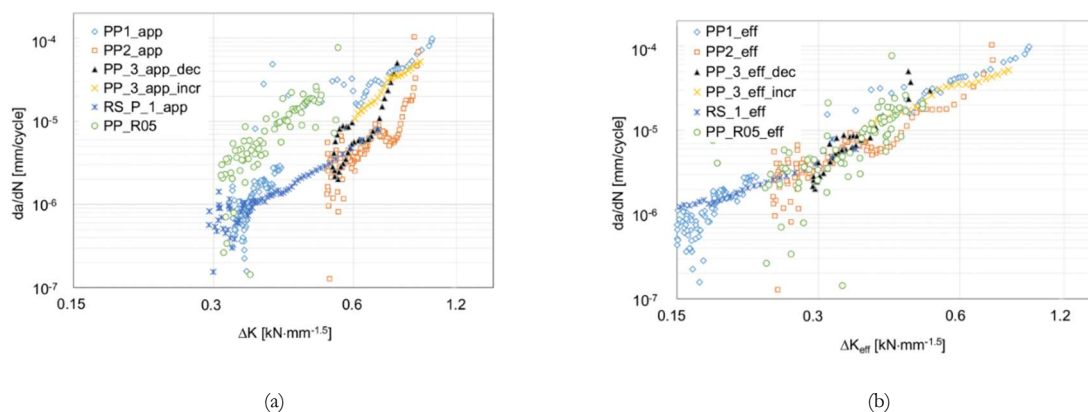 PP1_app
PP2_app
PP_3_app_dec
PP_3_app_incr
RS_P_1_app
PP_R05
da/dN [mm/cycle]
10-4
10-5
10-6
10-7
0.15 0.3 0.6 1.2
ΔK [kN·mm-1.5]
(a)
PP1_eff
PP2_eff
PP_3_eff_dec
PP_3_eff_incr
RS_1_eff
PP_R05_eff
da/dN [mm/cycle]
10-4
10-5
10-6
10-7
0.15 0.3 0.6 1.2
ΔKeff [kN·mm-1.5]
(b)